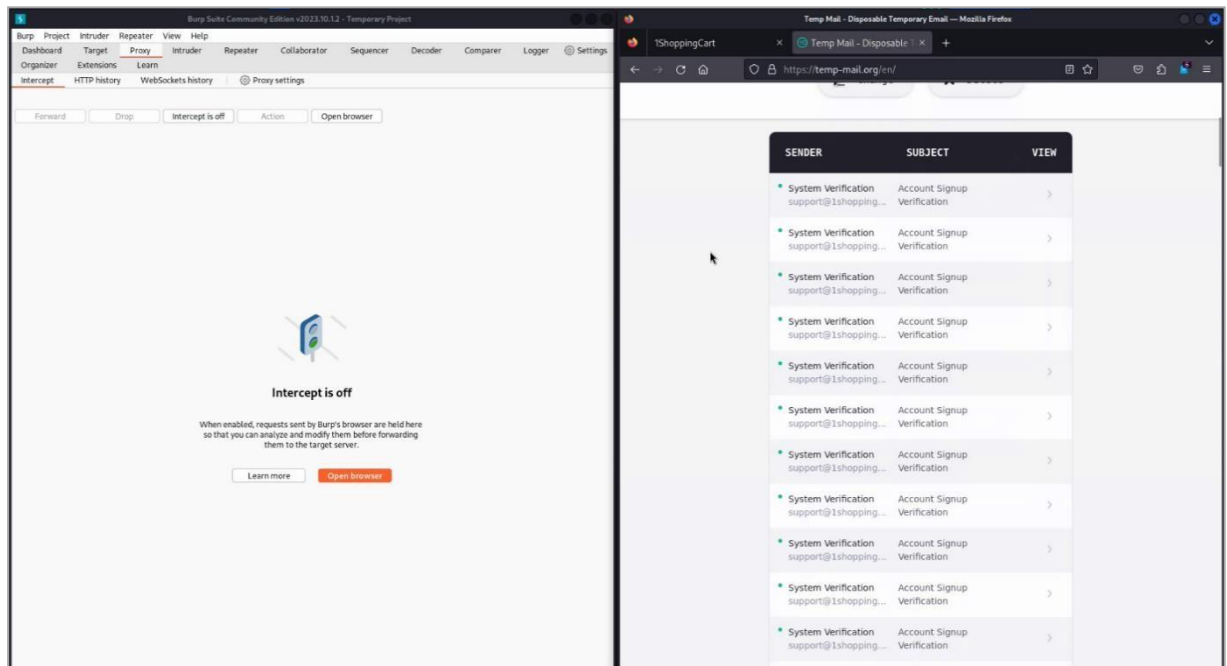 Burp Suite Community Edition v2023.10.1.2 - Temporary Project
Burp Project Intruder Repeater View Help
Dashboard Target Proxy Intruder Repeater Collaborator Sequencer Decoder Comparer Logger Settings
Organizer Extensions Learn
Intercept HTTP history WebSockets history Proxy settings
Forward Drop Intercept is off Action Open browser
Intercept is off
When enabled, requests sent by Burp's browser are held here
so that you can analyze and modify them before forwarding
them to the target server.
Learn more Open browser
Temp Mail - Disposable Temporary Email — Mozilla Firefox
1ShoppingCart Temp Mail - Disposable
https://temp-mail.org/en/
SENDER SUBJECT VIEW
System Verification Account Signup
support@1shopping... Verification
System Verification Account Signup
support@1shopping... Verification
System Verification Account Signup
support@1shopping... Verification
System Verification Account Signup
support@1shopping... Verification
System Verification Account Signup
support@1shopping... Verification
System Verification Account Signup
support@1shopping... Verification
System Verification Account Signup
support@1shopping... Verification
System Verification Account Signup
support@1shopping... Verification
System Verification Account Signup
support@1shopping... Verification
System Verification Account Signup
support@1shopping... Verification
System Verification Account Signup
support@1shopping... Verification